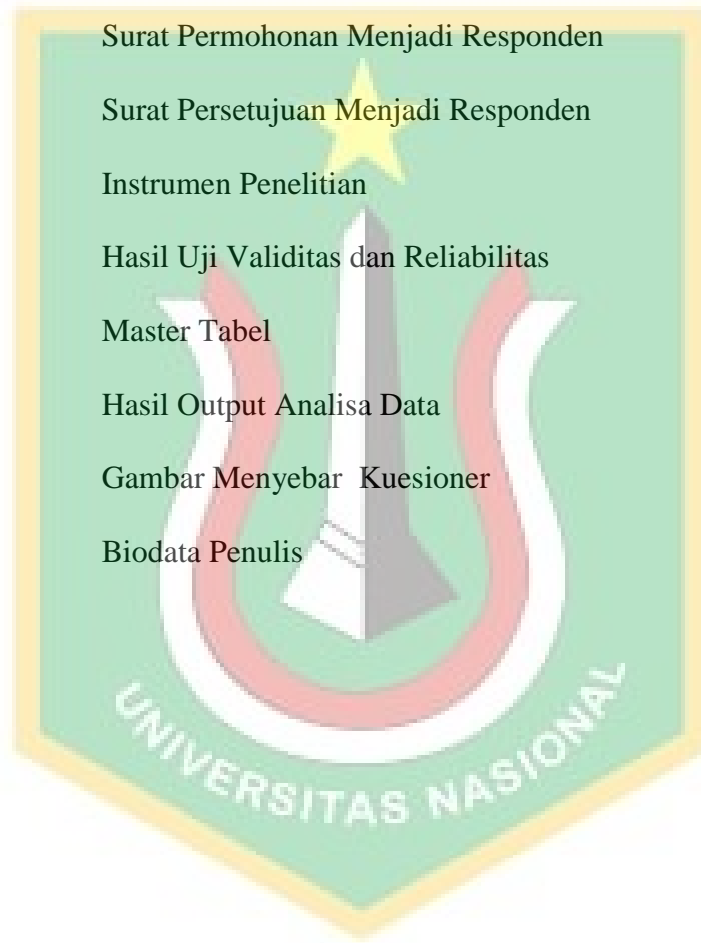 Surat Permohonan Menjadi Responden
Surat Persetujuan Menjadi Responden
Instrumen Penelitian
Hasil Uji Validitas dan Reliabilitas
Master Tabel
Hasil Output Analisa Data
Gambar Menyebar  Kuesioner
Biodata Penulis
UNIVERSITAS NASIONAL